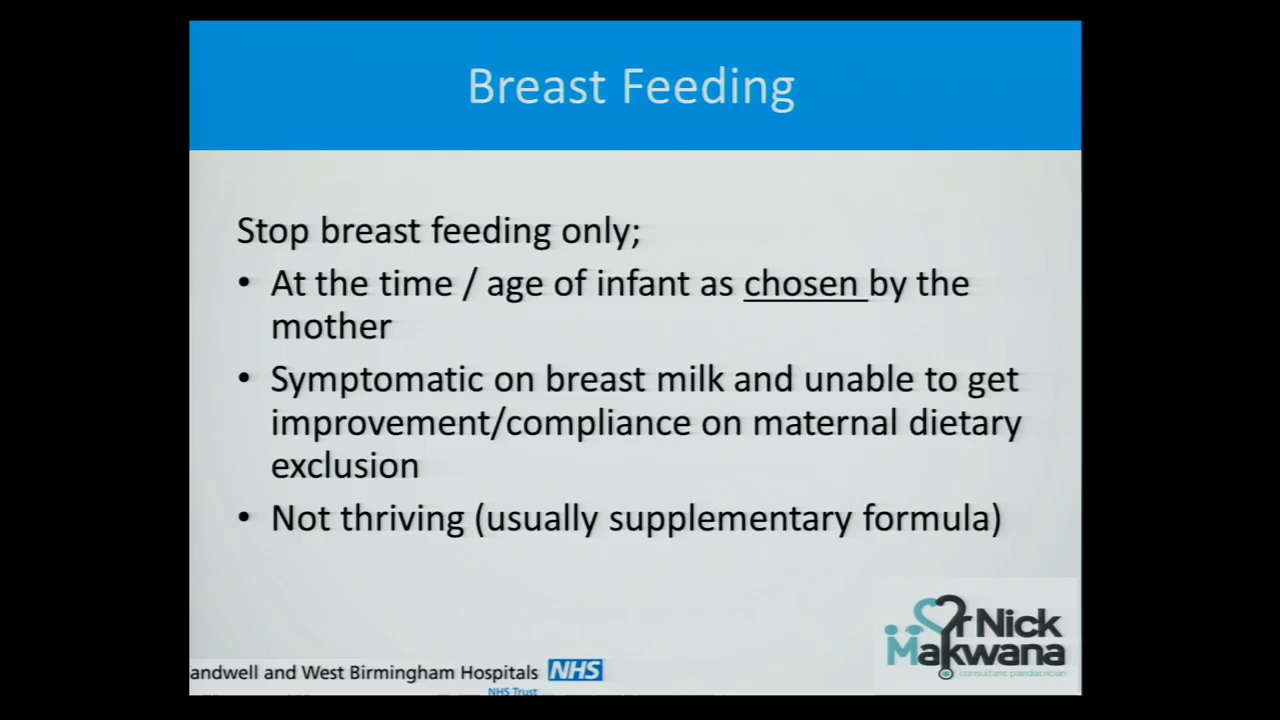 Breast Feeding
Stop breast feeding only;
• At the time / age of infant as chosen by the
mother
• Symptomatic on breast milk and unable to get
improvement/compliance on maternal dietary
exclusion
• Not thriving (usually supplementary formula)
andwell and West Birmingham Hospitals NHS
NHS Trust
Dr Nick
Makwana
consultant paediatrician